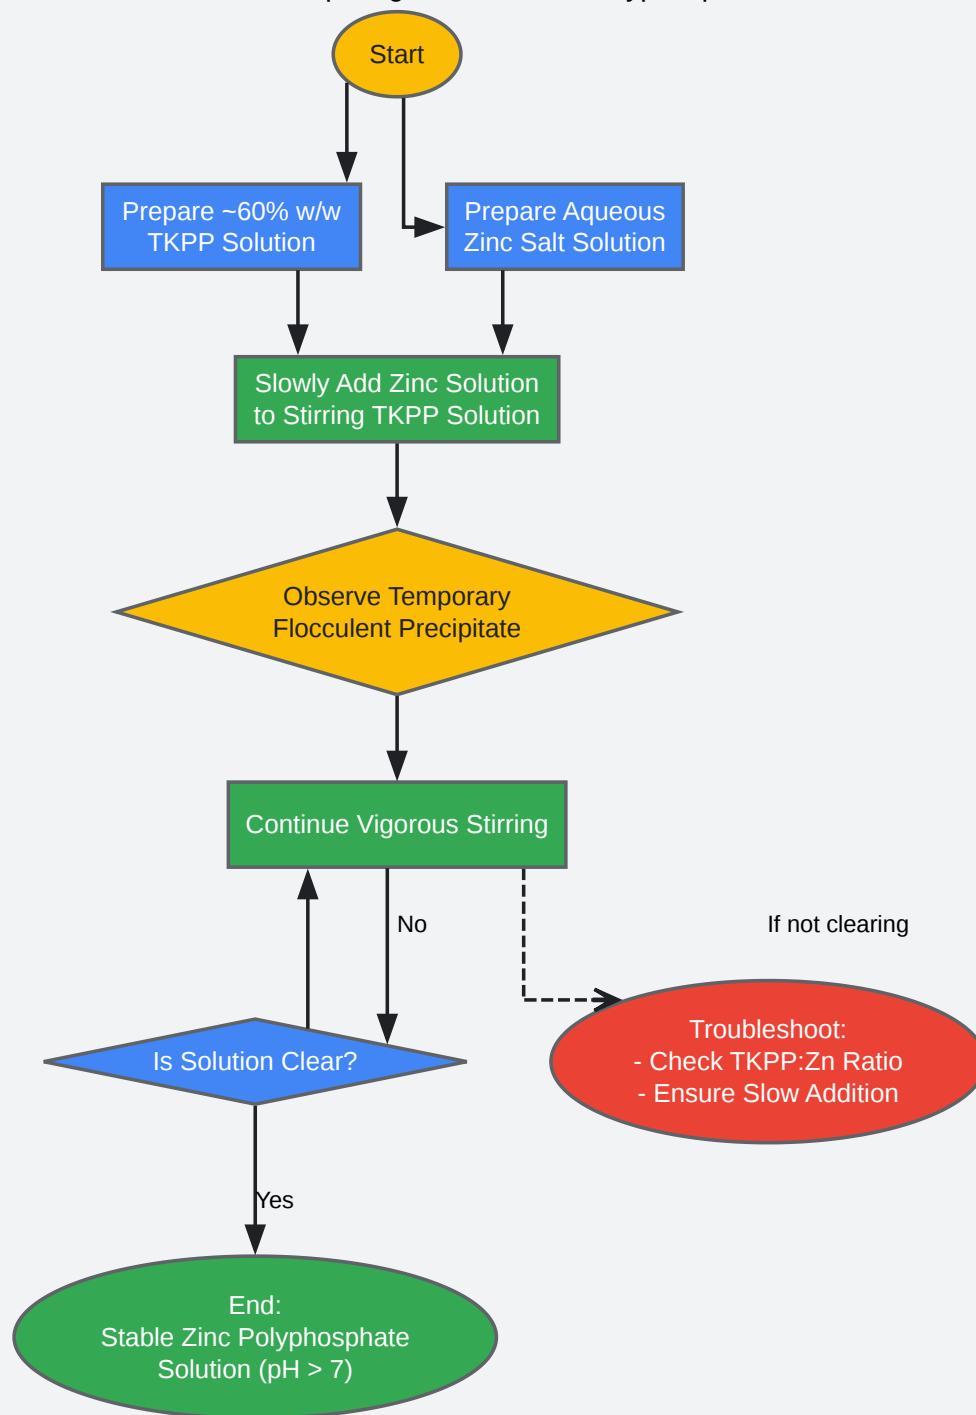 Start
Prepare ~60% w/w
TKPP Solution
Prepare Aqueous
Zinc Salt Solution
Slowly Add Zinc Solution
to Stirring TKPP Solution
Observe Temporary
Flocculent Precipitate
Continue Vigorous Stirring
No
If not clearing
Is Solution Clear?
Troubleshoot:
- Check TKPP:Zn Ratio
- Ensure Slow Addition
Yes
End:
Stable Zinc Polyphosphate
Solution (pH > 7)